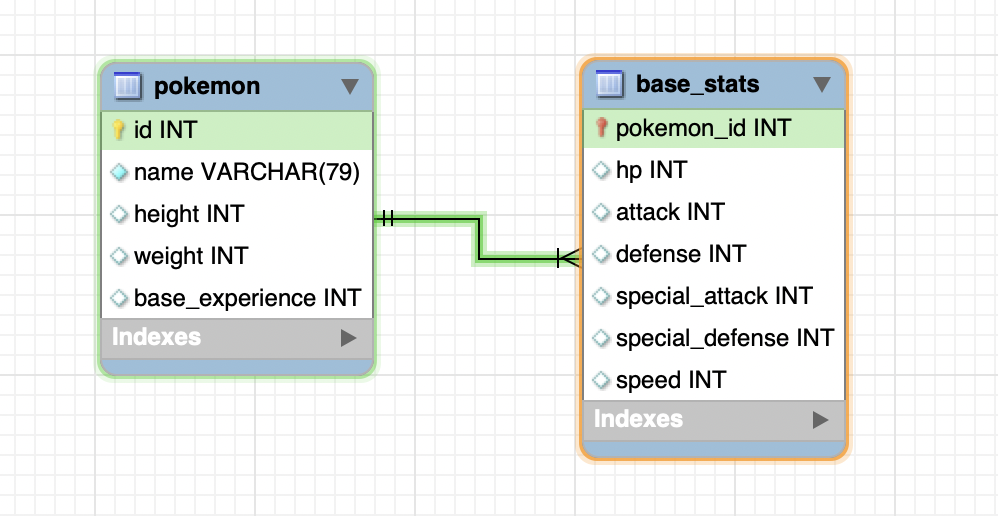 pokemon
id INT
name VARCHAR(79)
height INT
weight INT
base_experience INT
Indexes
base_stats
pokemon_id INT
hp INT
attack INT
defense INT
special_attack INT
special_defense INT
speed INT
Indexes